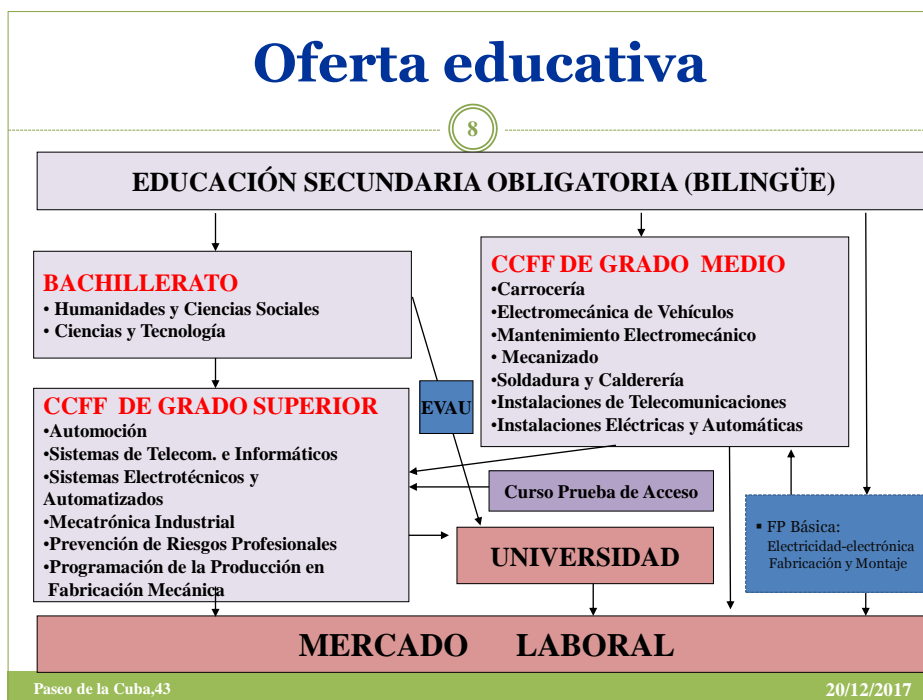 Oferta educativa
8
EDUCACIÓN SECUNDARIA OBLIGATORIA (BILINGÜE)
BACHILLERATO
• Humanidades y Ciencias Sociales
• Ciencias y Tecnología
CCFF DE GRADO MEDIO
•Carrocería
•Electromecánica de Vehículos
•Mantenimiento Electromecánico
• Mecanizado
•Soldadura y Calderería
•Instalaciones de Telecomunicaciones
•Instalaciones Eléctricas y Automáticas
CCFF DE GRADO SUPERIOR
•Automoción
•Sistemas de Telecom. e Informáticos
•Sistemas Electrotécnicos y
Automatizados
•Mecatrónica Industrial
•Prevención de Riesgos Profesionales
•Programación de la Producción en
Fabricación Mecánica
EVAU
Curso Prueba de Acceso
UNIVERSIDAD
▪ FP Básica:
Electricidad-electrónica
Fabricación y Montaje
MERCADO LABORAL
Paseo de la Cuba,43
20/12/2017